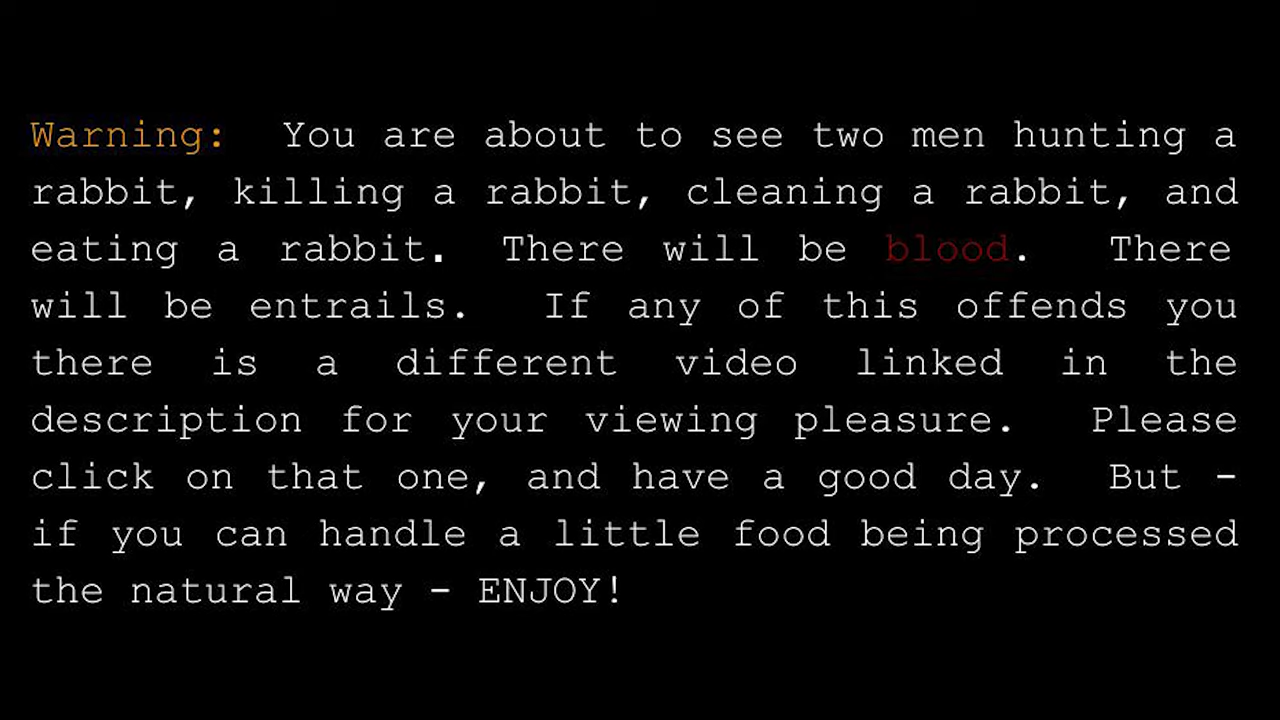 Warning: You are about to see two men hunting a
rabbit, killing a rabbit, cleaning a rabbit, and
eating a rabbit. There will be blood. There
will be entrails. If any of this offends you
there is a different video linked in the
description for your viewing pleasure. Please
click on that one, and have a good day. But -
if you can handle a little food being processed
the natural way - ENJOY!